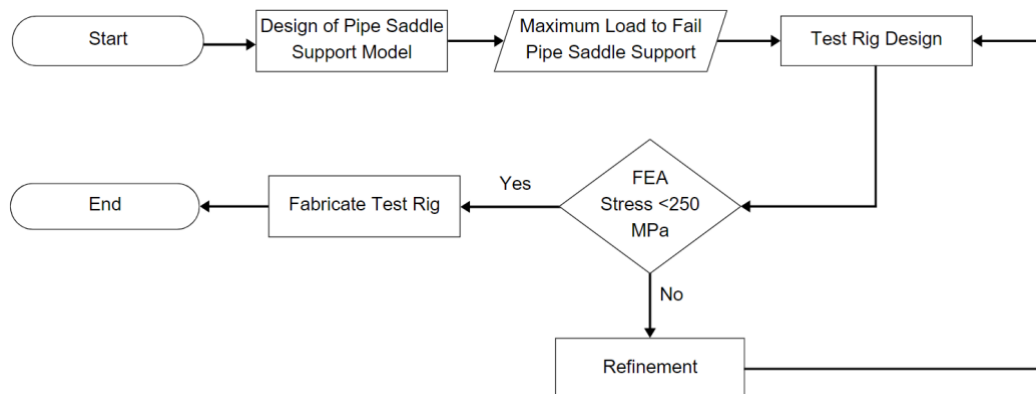 Start
Design of Pipe Saddle
Support Model
Maximum Load to Fail
Pipe Saddle Support
Test Rig Design
FEA
Stress <250
MPa
Yes
Fabricate Test Rig
End
No
Refinement